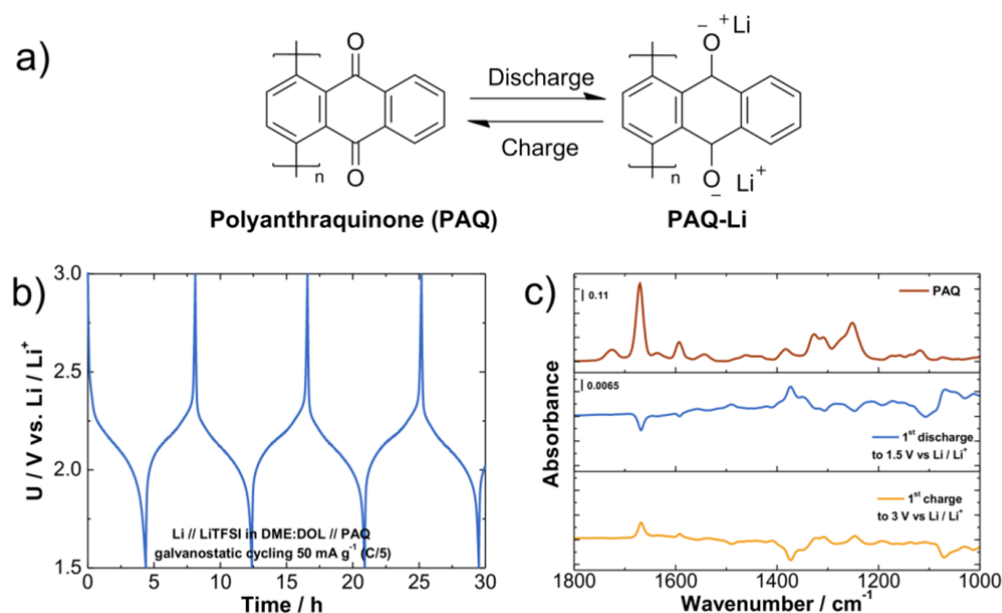 a)
O
O
n
Polyanthraquinone (PAQ)
Discharge
Charge
− + Li
O
O
− Li+
n
PAQ-Li
b)
U / V vs. Li / Li+
3.0
2.5
2.0
1.5
Li // LiTFSI in DME:DOL // PAQ
galvanostatic cycling 50 mA g-1 (C/5)
0 5 10 15 20 25 30
Time / h
c)
Absorbance
0.11
PAQ
0.0065
1st discharge
to 1.5 V vs Li / Li+
1st charge
to 3 V vs Li / Li+
1800 1600 1400 1200 1000
Wavenumber / cm-1